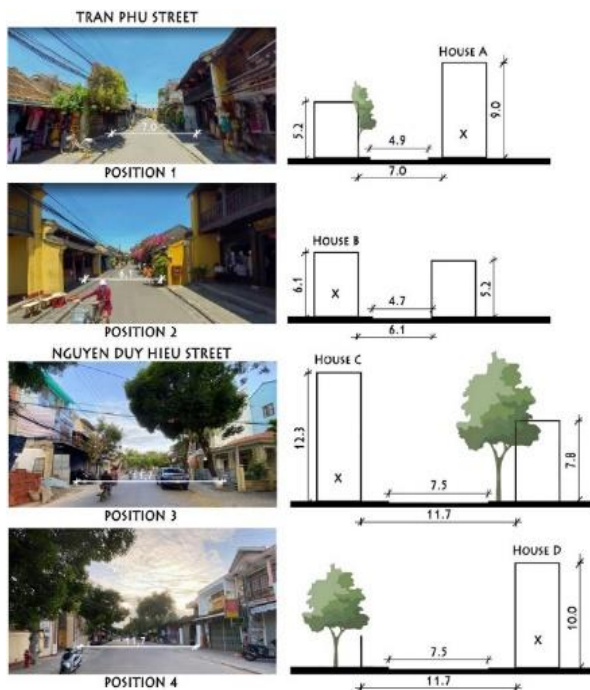 TRAN PHU STREET
7.0
POSITION 1
HOUSE A
5.2
4.9
7.0
X
9.0
6.1
POSITION 2
HOUSE B
6.1
X
4.7
6.1
5.2
NGUYEN DUY HIEU STREET
POSITION 3
HOUSE C
12.3
X
7.5
11.7
7.8
POSITION 4
HOUSE D
7.5
11.7
X
10.0